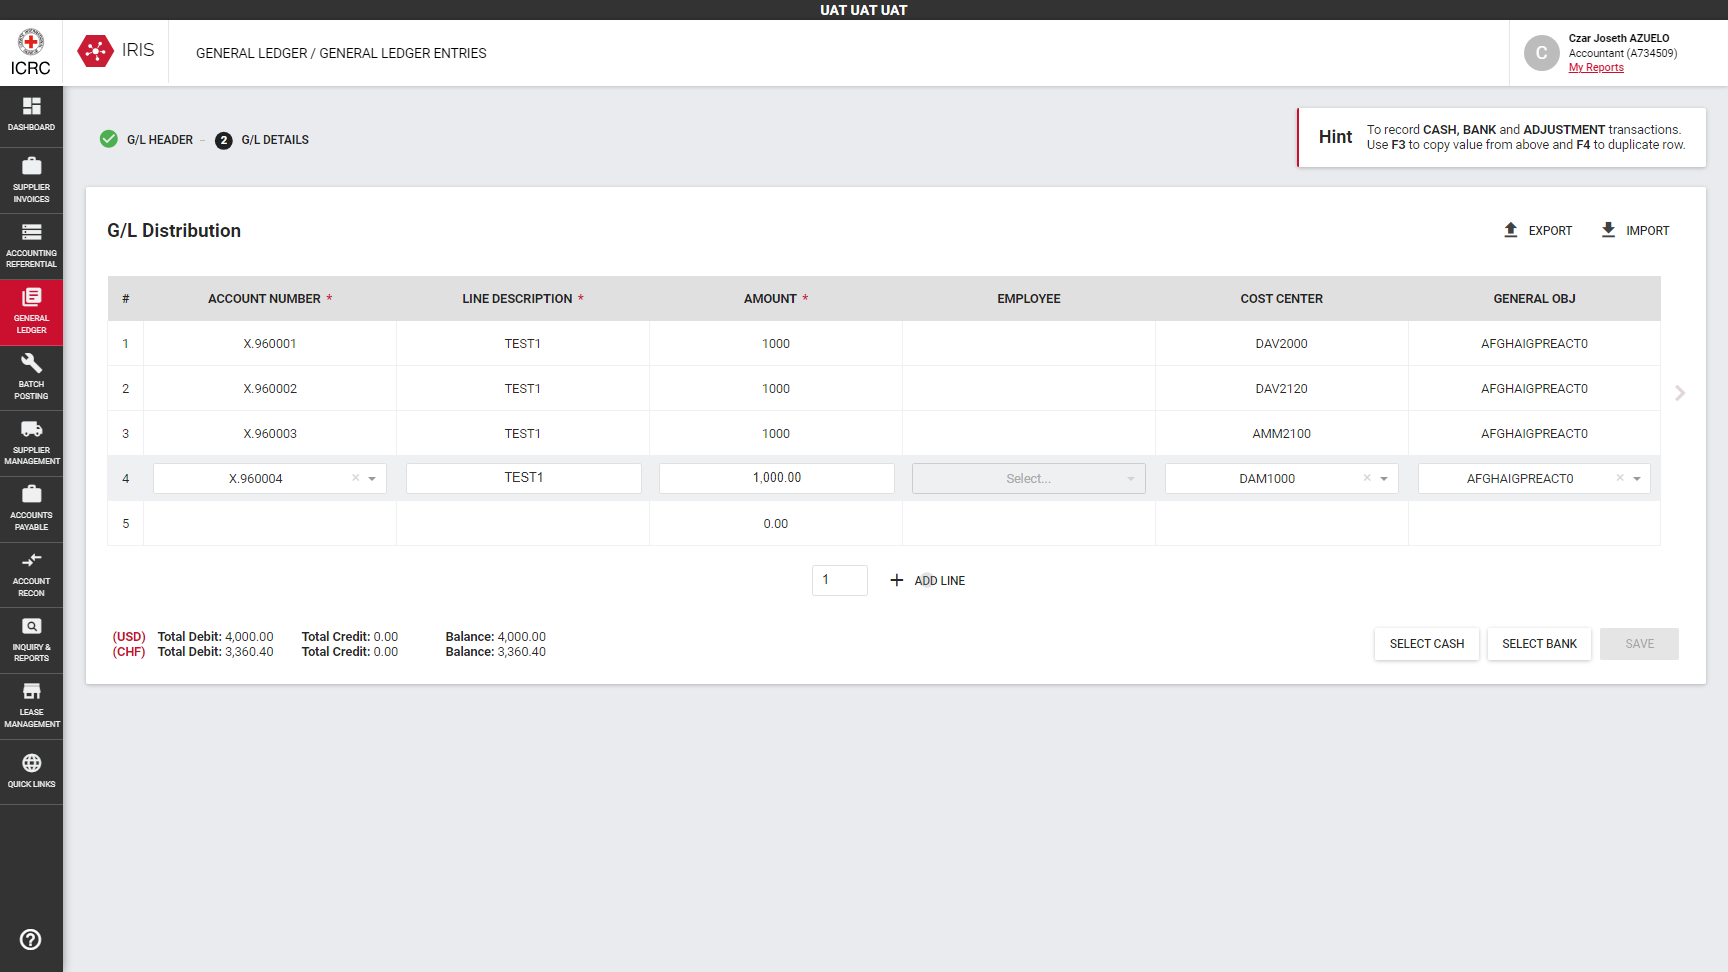 UAT UAT UAT
ICRC
IRIS
GENERAL LEDGER / GENERAL LEDGER ENTRIES
C
Czar Joseth AZUELO
Accountant (A734509)
My Reports
DASHBOARD
SUPPLIER
INVOICES
ACCOUNTING
REFERENTIAL
GENERAL
LEDGER
BATCH
POSTING
SUPPLIER
MANAGEMENT
ACCOUNTS
PAYABLE
ACCOUNT
RECON
INQUIRY &
REPORTS
LEASE
MANAGEMENT
QUICK LINKS
G/L HEADER – 2 G/L DETAILS
Hint
To record CASH, BANK and ADJUSTMENT transactions.
Use F3 to copy value from above and F4 to duplicate row.
G/L Distribution
EXPORT IMPORT
# ACCOUNT NUMBER * LINE DESCRIPTION * AMOUNT * EMPLOYEE COST CENTER GENERAL OBJ
1 X.960001 TEST1 1000 DAV2000 AFGHAIGPREACT0
2 X.960002 TEST1 1000 DAV2120 AFGHAIGPREACT0
3 X.960003 TEST1 1000 AMM2100 AFGHAIGPREACT0
4 X.960004 × TEST1 1,000.00 Select... DAM1000 × AFGHAIGPREACT0 ×
5 0.00
1 + ADD LINE
(USD) Total Debit: 4,000.00 Total Credit: 0.00 Balance: 4,000.00
(CHF) Total Debit: 3,360.40 Total Credit: 0.00 Balance: 3,360.40
SELECT CASH SELECT BANK SAVE